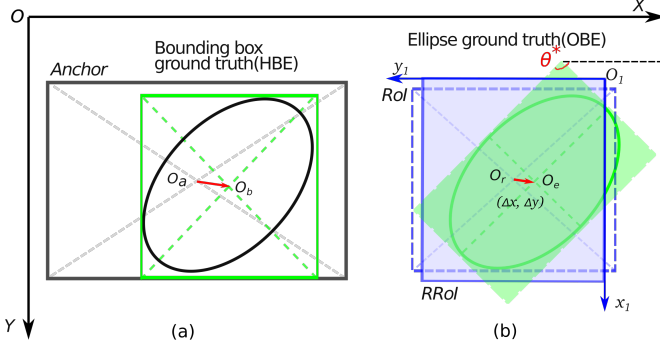 O
X
Bounding box
ground truth(HBE)
Anchor
Oa
Ob
Y
(a)
Ellipse ground truth(OBE)
θ*
y1
O1
RoI
Or
Oe
(Δx, Δy)
RRoI
x1
(b)